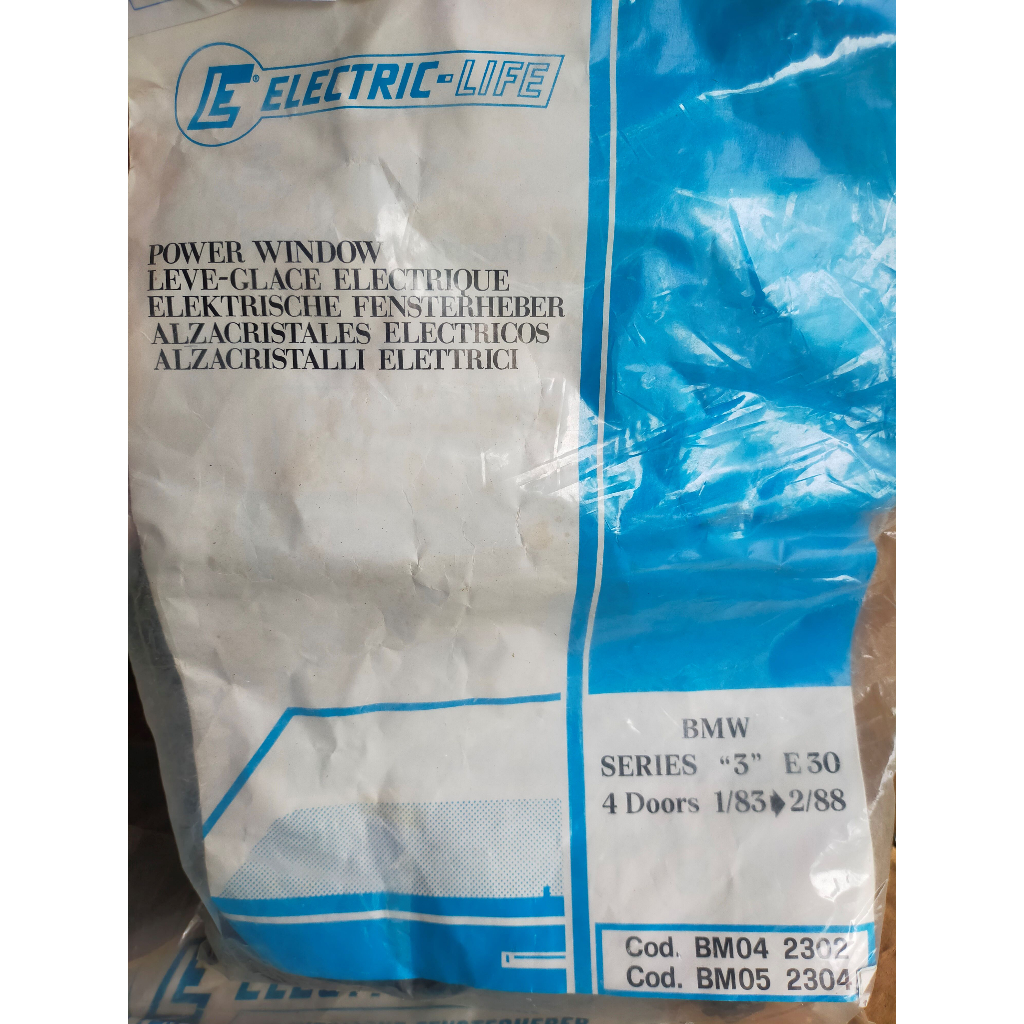 LE® ELECTRIC-LIFE
POWER WINDOW
LEVE-GLACE ELECTRIQUE
ELEKTRISCHE FENSTERHEBER
ALZACRISTALES ELECTRICOS
ALZACRISTALLI ELETTRICI
BMW
SERIES "3" E30
4 Doors 1/83➧2/88
Cod. BM04 2302
Cod. BM05 2304